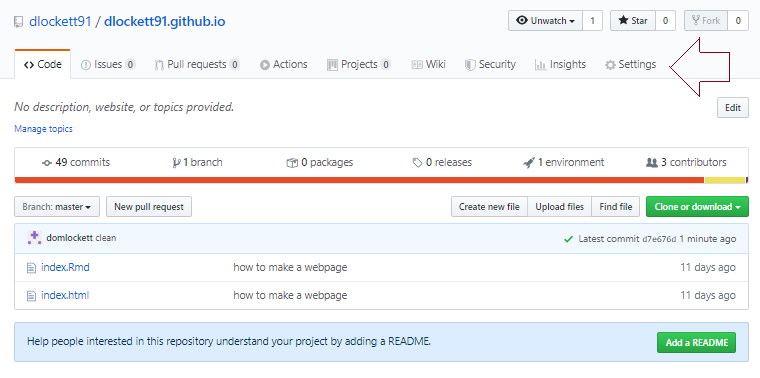 dlockett91 / dlockett91.github.io Unwatch 1 Star 0 Fork 0
Code Issues 0 Pull requests 0 Actions Projects 0 Wiki Security Insights Settings
No description, website, or topics provided. Edit
Manage topics
49 commits 1 branch 0 packages 0 releases 1 environment 3 contributors
Branch: master New pull request Create new file Upload files Find file Clone or download
domlockett clean Latest commit d7e676d 1 minute ago
index.Rmd how to make a webpage 11 days ago
index.html how to make a webpage 11 days ago
Help people interested in this repository understand your project by adding a README. Add a README